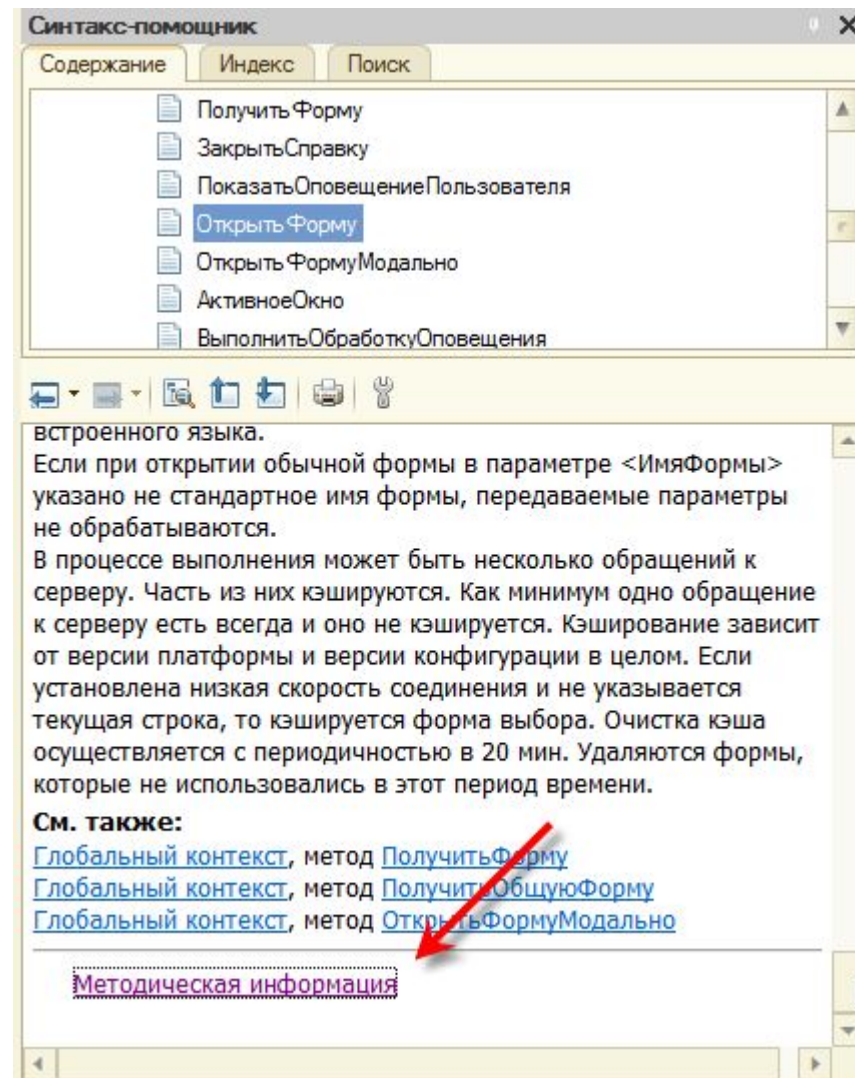 Синтакс-помощник
Содержание Индекс Поиск
ПолучитьФорму
ЗакрытьСправку
ПоказатьОповещениеПользователя
ОткрытьФорму
ОткрытьФормуМодально
АктивноеОкно
ВыполнитьОбработкуОповещения
встроенного языка.
Если при открытии обычной формы в параметре <ИмяФормы>
указано не стандартное имя формы, передаваемые параметры
не обрабатываются.
В процессе выполнения может быть несколько обращений к
серверу. Часть из них кэшируются. Как минимум одно обращение
к серверу есть всегда и оно не кэшируется. Кэширование зависит
от версии платформы и версии конфигурации в целом. Если
установлена низкая скорость соединения и не указывается
текущая строка, то кэшируется форма выбора. Очистка кэша
осуществляется с периодичностью в 20 мин. Удаляются формы,
которые не использовались в этот период времени.
См. также:
Глобальный контекст, метод ПолучитьФорму
Глобальный контекст, метод ПолучитьОбщуюФорму
Глобальный контекст, метод ОткрытьФормуМодально
Методическая информация